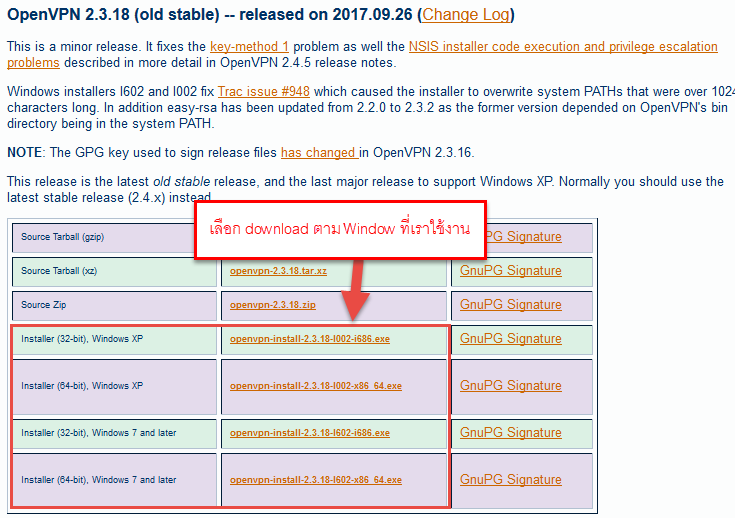 OpenVPN 2.3.18 (old stable) -- released on 2017.09.26 (Change Log)
This is a minor release. It fixes the key-method 1 problem as well the NSIS installer code execution and privilege escalation
problems described in more detail in OpenVPN 2.4.5 release notes.
Windows installers I602 and I002 fix Trac issue #948 which caused the installer to overwrite system PATHs that were over 1024
characters long. In addition easy-rsa has been updated from 2.2.0 to 2.3.2 as the former version depended on OpenVPN's bin
directory being in the system PATH.
NOTE: The GPG key used to sign release files has changed in OpenVPN 2.3.16.
This release is the latest old stable release, and the last major release to support Windows XP. Normally you should use the
latest stable release (2.4.x) instead
เลือก download ตาม Window ที่เราใช้งาน
Source Tarball (gzip) Signature
Source Tarball (xz) openvpn-2.3.18.tar.xz GnuPG Signature
Source Zip openvpn-2.3.18.zip GnuPG Signature
Installer (32-bit), Windows XP openvpn-install-2.3.18-I002-i686.exe GnuPG Signature
Installer (64-bit), Windows XP openvpn-install-2.3.18-I002-x86_64.exe GnuPG Signature
Installer (32-bit), Windows 7 and later openvpn-install-2.3.18-I602-i686.exe GnuPG Signature
Installer (64-bit), Windows 7 and later openvpn-install-2.3.18-I602-x86_64.exe GnuPG Signature